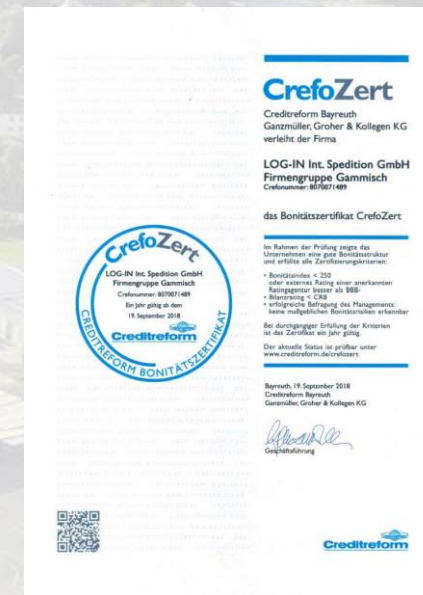 CrefoZert
Creditreform Bayreuth
Ganzmüller, Groher & Kollegen KG
verleiht der Firma
LOG-IN Int. Spedition GmbH
Firmengruppe Gammisch
Crefonummer: 8070071489
das Bonitätszertifikat CrefoZert
Im Rahmen der Prüfung zeigte das
Unternehmen eine gute Bonitätsstruktur
und erfüllte alle Zertifizierungskriterien:
• Bonitätsindex < 250
oder externes Rating einer anerkannten
Ratingagentur besser als BBB-
• Bilanzrating < CR8
• erfolgreiche Befragung des Managements:
keine maßgeblichen Bonitätsrisiken erkennbar
Bei durchgängiger Erfüllung der Kriterien
ist das Zertifikat ein Jahr gültig.
Der aktuelle Status ist prüfbar unter
www.creditreform.de/crefozert
Bayreuth, 19. September 2018
Creditreform Bayreuth
Ganzmüller, Groher & Kollegen KG
Geschäftsführung
Creditreform
CrefoZert
LOG-IN Int. Spedition GmbH
Firmengruppe Gammisch
Crefonummer: 8070071489
Ein Jahr gültig ab dem
19. September 2018
Creditreform
CREDITREFORM BONITÄTSZERTIFIKAT